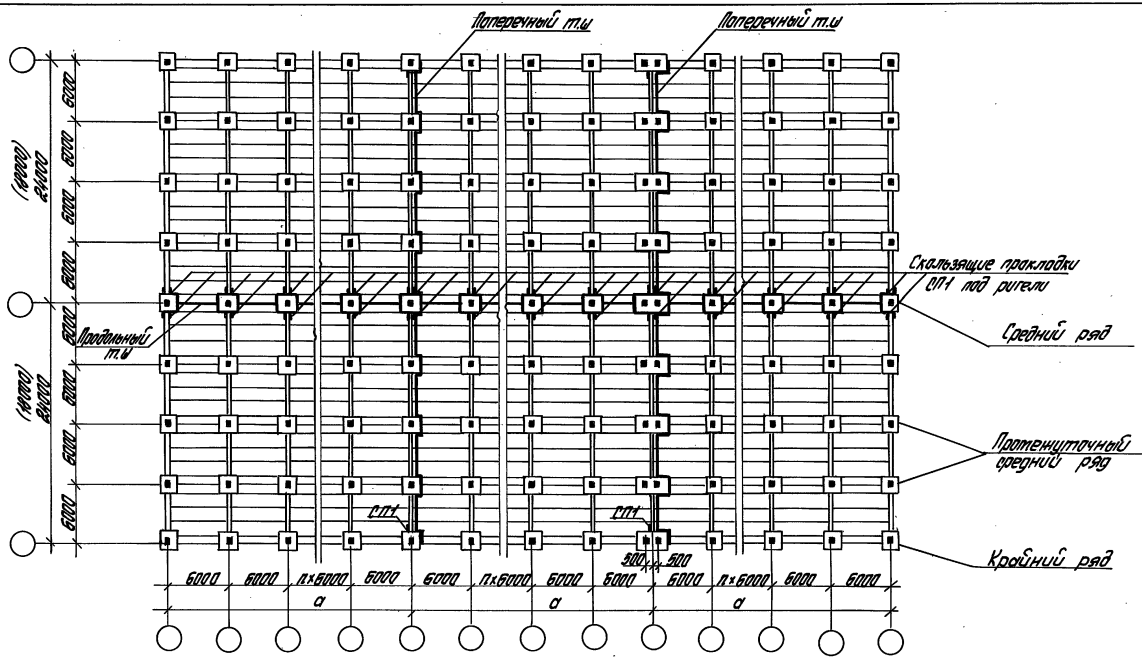 Поперечный т.ш
Поперечный т.ш
6000
6000
6000
6000
(18000)
24000
Скользящие прокладки
СП1 под ригели
Средний ряд
Продольный
т.ш
6000
6000
6000
6000
(18000)
24000
Промежуточный
средний ряд
СП1
СП1
500
500
Крайний ряд
6000
6000
п×6000
6000
6000
п×6000
6000
6000
6000
п×6000
6000
6000
а
а
а